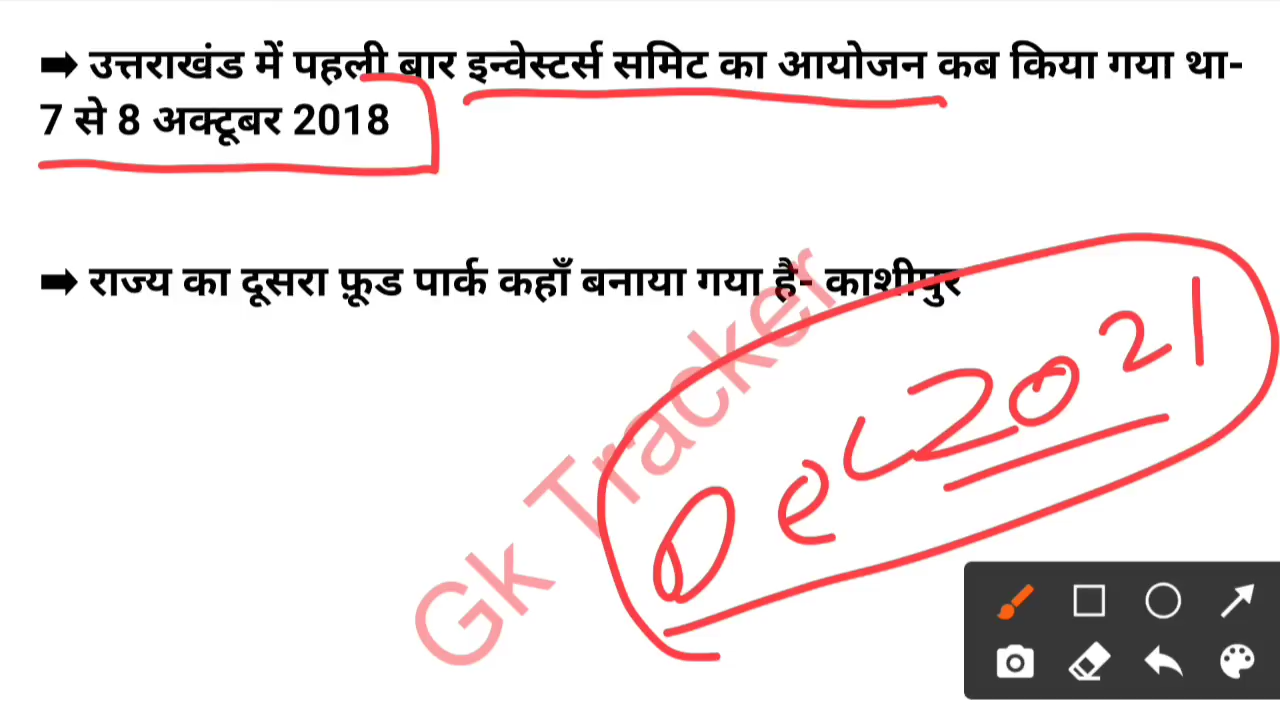 ➡ उत्तराखंड में पहली बार इन्वेस्टर्स समिट का आयोजन कब किया गया था-
7 से 8 अक्टूबर 2018
➡ राज्य का दूसरा फ़ूड पार्क कहाँ बनाया गया है- काशीपुर
Dec 2021
Gk Tracker